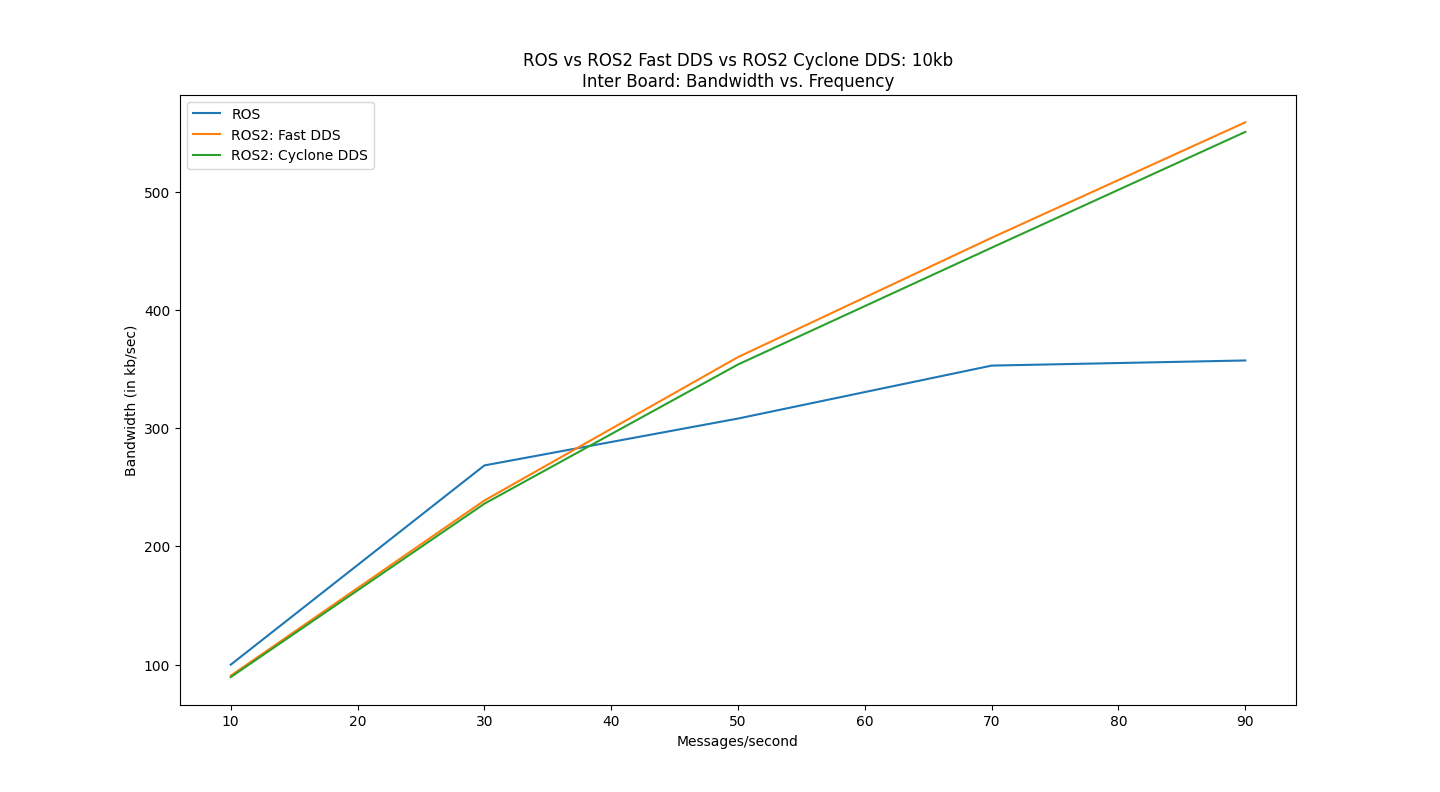 ROS vs ROS2 Fast DDS vs ROS2 Cyclone DDS: 10kb
Inter Board: Bandwidth vs. Frequency
ROS
ROS2: Fast DDS
ROS2: Cyclone DDS
500
400
300
200
100
Bandwidth (in kb/sec)
10 20 30 40 50 60 70 80 90
Messages/second